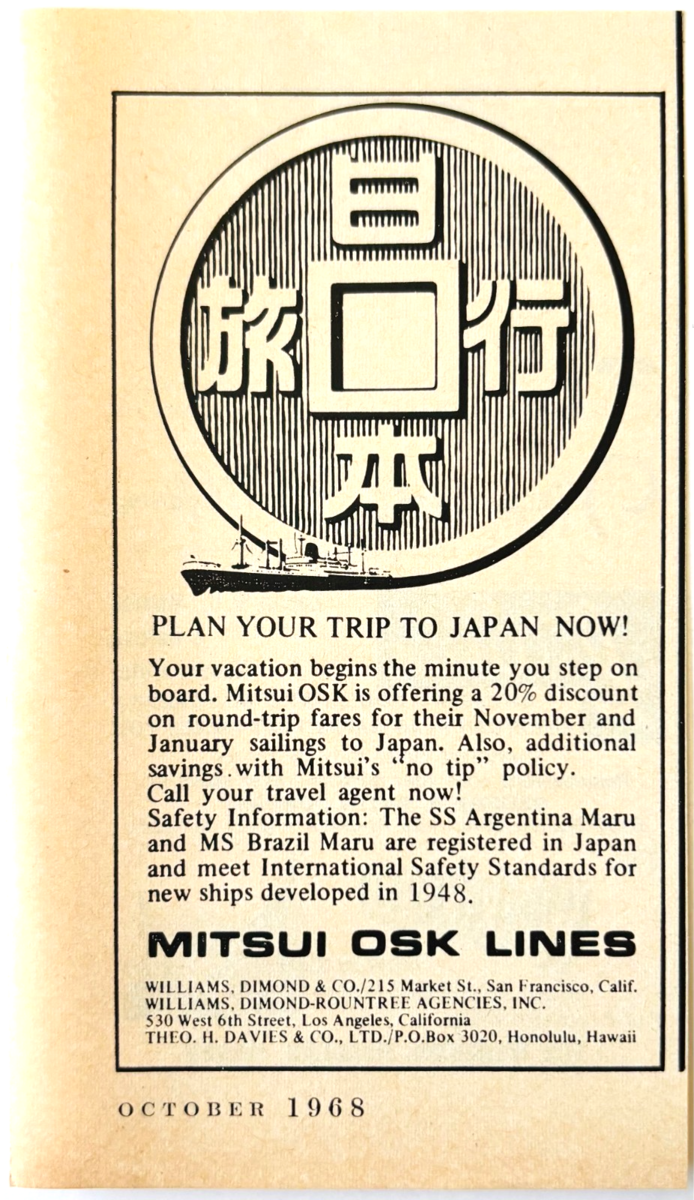 日
旅 行
本
PLAN YOUR TRIP TO JAPAN NOW!
Your vacation begins the minute you step on
board. Mitsui OSK is offering a 20% discount
on round-trip fares for their November and
January sailings to Japan. Also, additional
savings with Mitsui's "no tip" policy.
Call your travel agent now!
Safety Information: The SS Argentina Maru
and MS Brazil Maru are registered in Japan
and meet International Safety Standards for
new ships developed in 1948.
MITSUI OSK LINES
WILLIAMS, DIMOND & CO./215 Market St., San Francisco, Calif.
WILLIAMS, DIMOND-ROUNTREE AGENCIES, INC.
530 West 6th Street, Los Angeles, California
THEO. H. DAVIES & CO., LTD./P.O.Box 3020, Honolulu, Hawaii
OCTOBER 1968